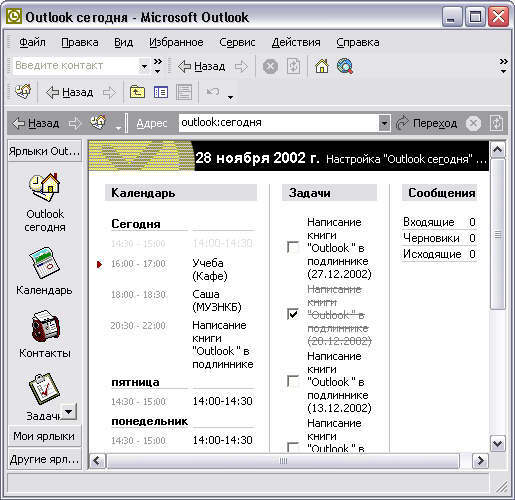 Outlook сегодня - Microsoft Outlook
Файл Правка Вид Избранное Сервис Действия Справка
Введите контакт Назад
Назад
Назад Адрес outlook:сегодня Переход
Ярлыки Out...
Outlook сегодня
Календарь
Контакты
Задачи
Мои ярлыки
Другие ярл...
28 ноября 2002 г. Настройка "Outlook сегодня" ...
Календарь
Сегодня
14:30 - 15:00 14:00-14:30
16:00 - 17:00 Учеба
(Кафе)
18:00 - 18:30 Саша
(МУЗНКБ)
20:30 - 22:00 Написание
книги
"Outlook" в
подлиннике
пятница
14:30 - 15:00 14:00-14:30
понедельник
14:30 - 15:00 14:00-14:30
Задачи
Написание
книги
"Outlook" в
подлиннике
(27.12.2002)
Написание
книги
"Outlook" в
подлиннике
(20.12.2002)
Написание
книги
"Outlook" в
подлиннике
(13.12.2002)
Написание
книги
"Outlook" в
Сообщения
Входящие 0
Черновики 0
Исходящие 0